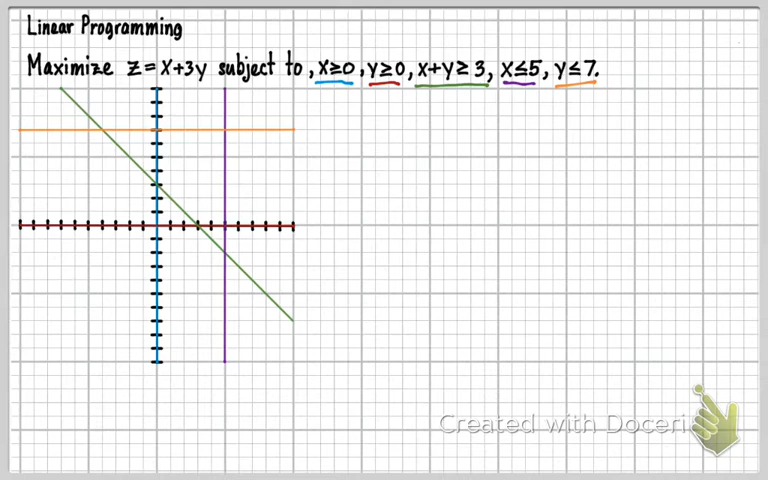 Linear Programming
Maximize z=x+3y subject to, x≥0, y≥0, x+y≥3, x≤5, y≤7.
Created with Doceri